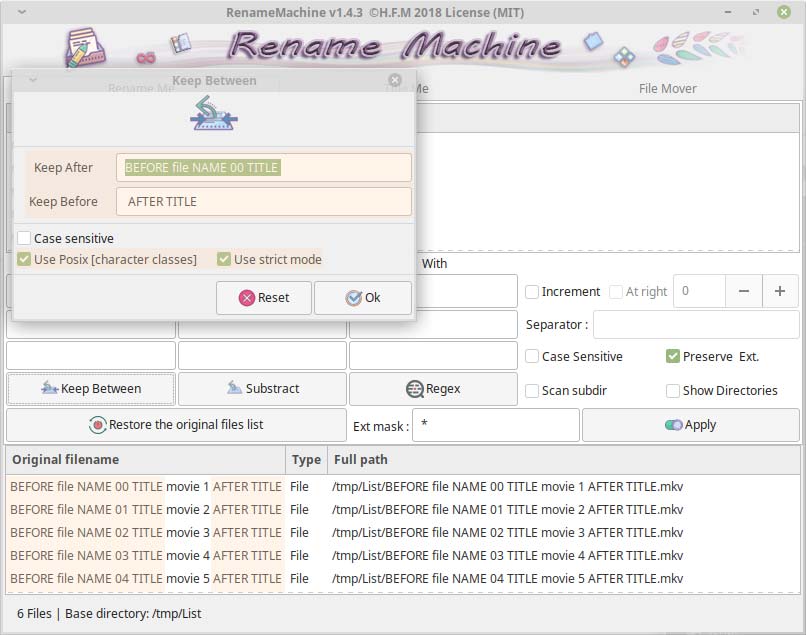 RenameMachine v1.4.3 ©H.F.M 2018 License (MIT)
Rename Machine
Keep Between
Rename Me
Me
File Mover
Keep After
BEFORE file NAME 00 TITLE
Keep Before
AFTER TITLE
Case sensitive
Use Posix [character classes]
Use strict mode
Reset
Ok
With
Increment
At right
0
Separator :
Case Sensitive
Preserve Ext.
Keep Between
Substract
Regex
Scan subdir
Show Directories
Restore the original files list
Ext mask :
*
Apply
Original filename Type Full path
BEFORE file NAME 00 TITLE movie 1 AFTER TITLE File /tmp/List/BEFORE file NAME 00 TITLE movie 1 AFTER TITLE.mkv
BEFORE file NAME 01 TITLE movie 2 AFTER TITLE File /tmp/List/BEFORE file NAME 01 TITLE movie 2 AFTER TITLE.mkv
BEFORE file NAME 02 TITLE movie 3 AFTER TITLE File /tmp/List/BEFORE file NAME 02 TITLE movie 3 AFTER TITLE.mkv
BEFORE file NAME 03 TITLE movie 4 AFTER TITLE File /tmp/List/BEFORE file NAME 03 TITLE movie 4 AFTER TITLE.mkv
BEFORE file NAME 04 TITLE movie 5 AFTER TITLE File /tmp/List/BEFORE file NAME 04 TITLE movie 5 AFTER TITLE.mkv
6 Files | Base directory: /tmp/List